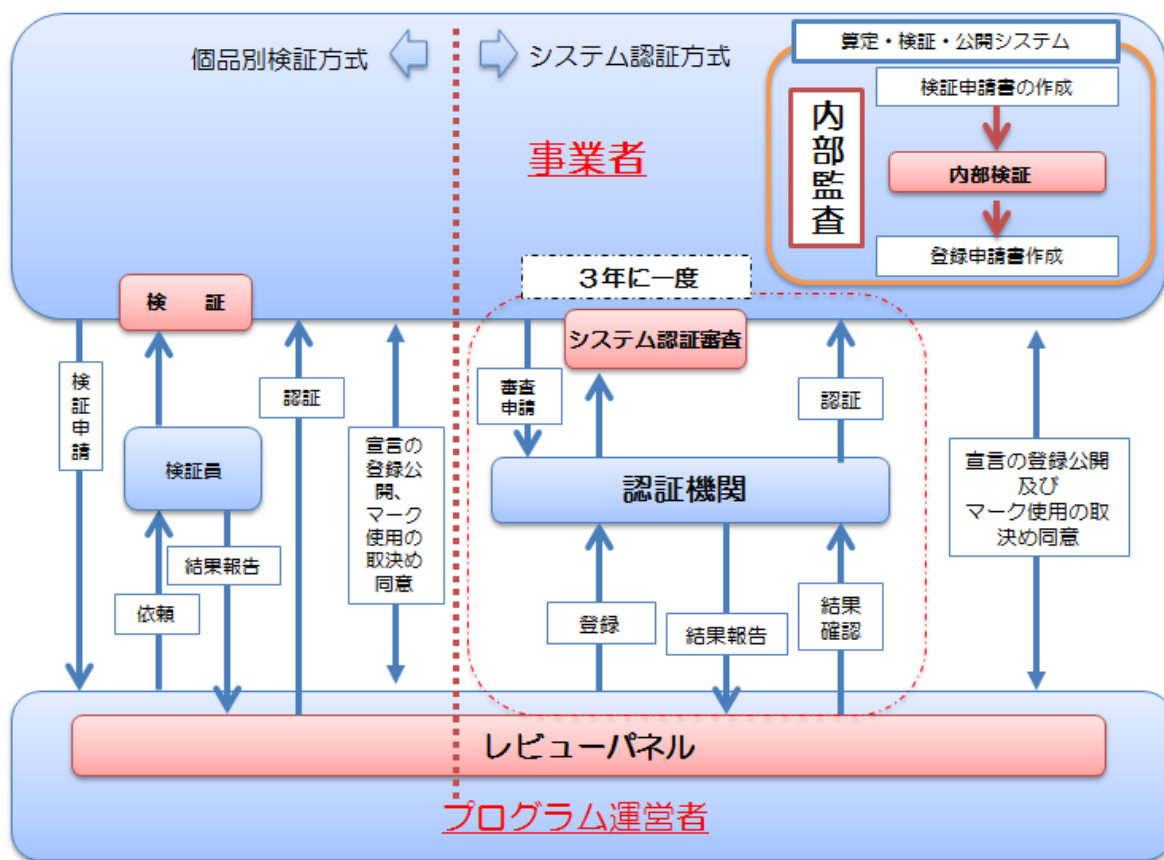 個品別検証方式
システム認証方式
算定・検証・公開システム
検証申請書の作成
内部監査
内部検証
登録申請書作成
事業者
3年に一度
検　証
システム認証審査
検証申請
認証
審査
申請
認証
検証員
宣言の
登録公
開、
マーク
使用の
取決め
同意
認証機関
宣言の登録公開
及び
マーク使用の取
決め同意
結果報告
依頼
登録
結果報告
結果
確認
レビューパネル
プログラム運営者